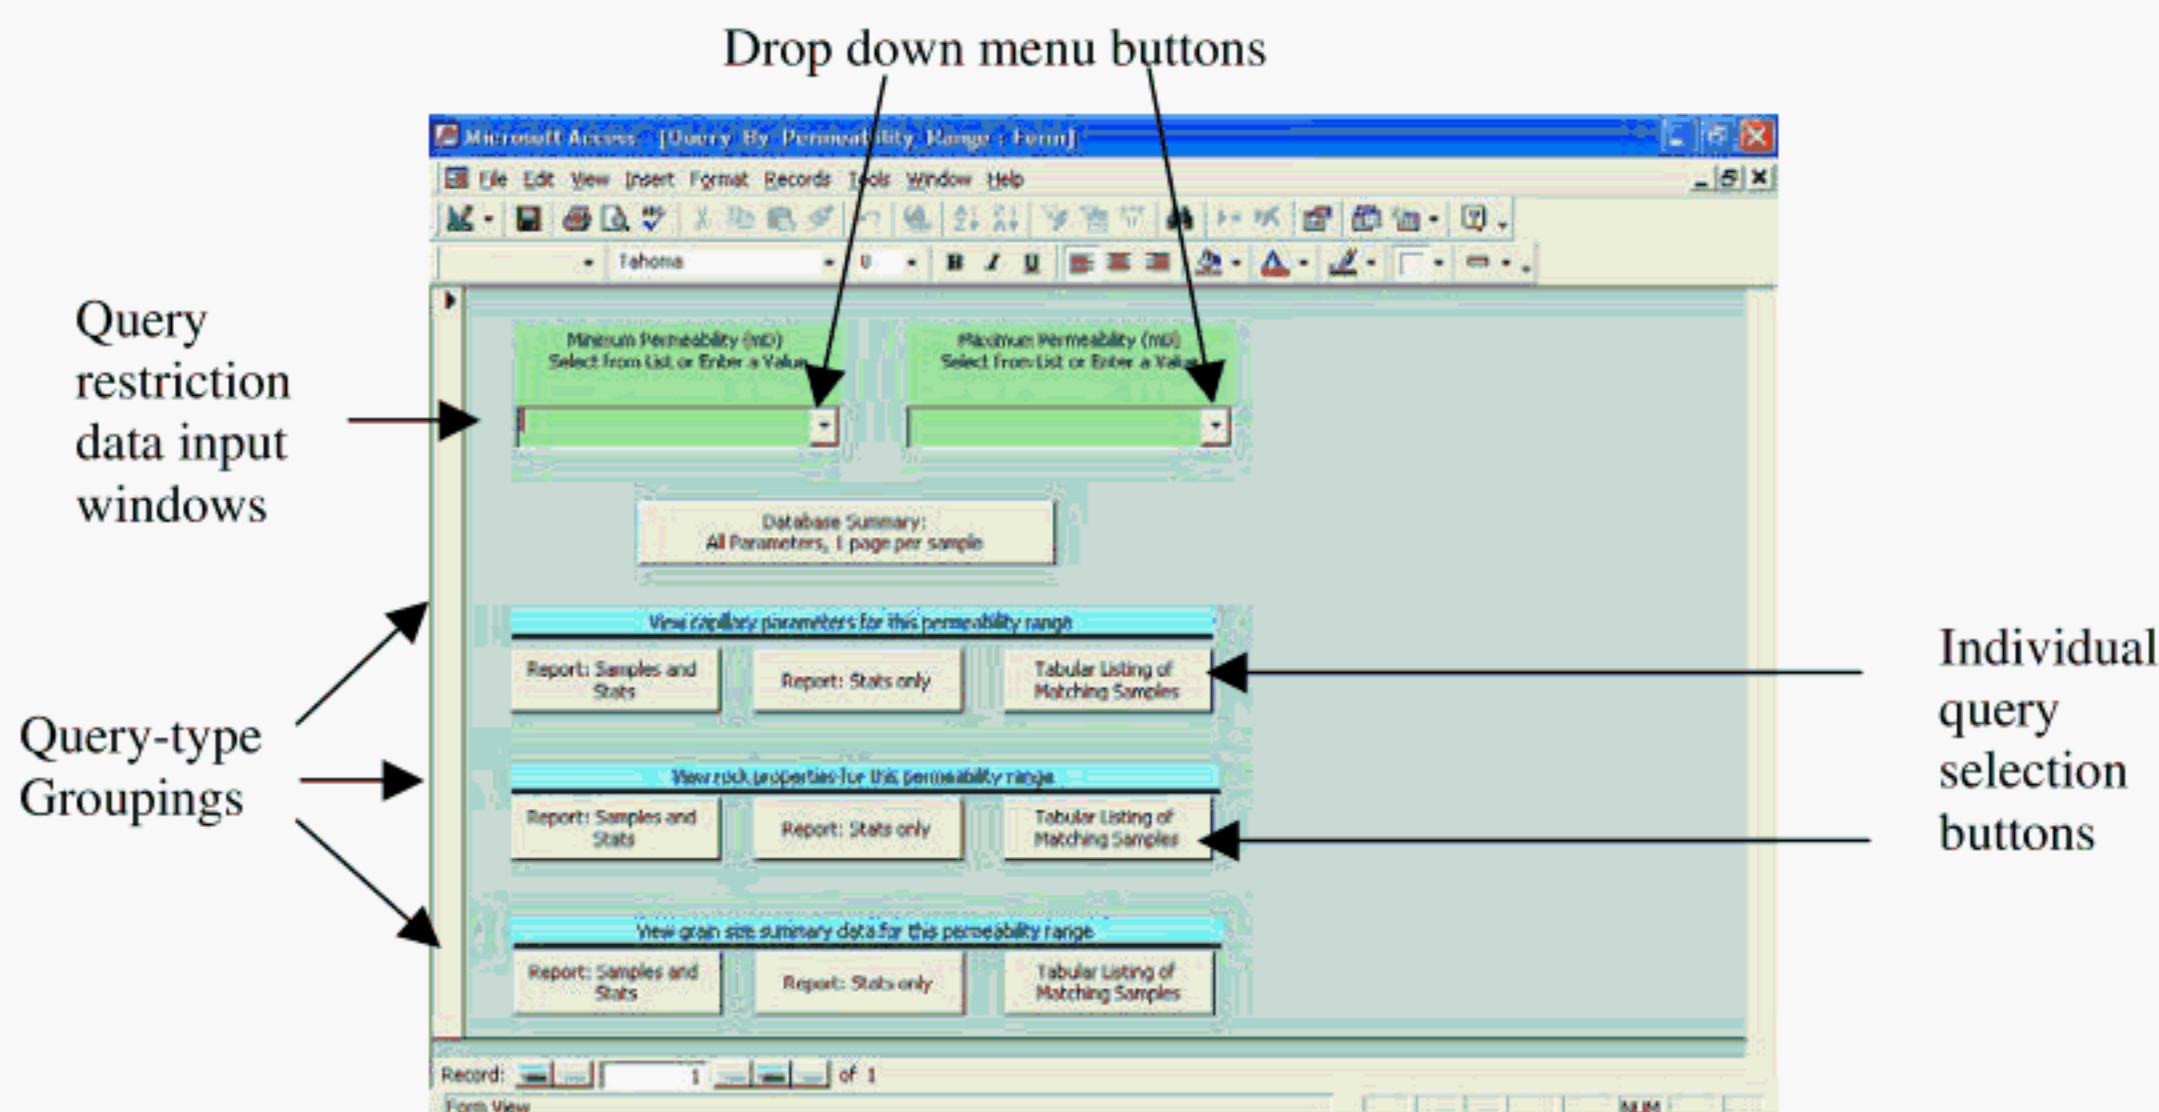 Drop down menu buttons
Microsoft Access - [Query By Permeability Range : Form]
File Edit View Insert Format Records Tools Window Help
Tahoma 8 B I U
Query
restriction
data input
windows
Minimum Permeability (mD)
Select from List or Enter a Value
Maximum Permeability (mD)
Select from List or Enter a Value
Database Summary:
All Parameters, 1 page per sample
View capillary parameters for this permeability range
Report: Samples and
Stats
Report: Stats only
Tabular Listing of
Matching Samples
Query-type
Groupings
Individual
query
selection
buttons
View rock properties for this permeability range
Report: Samples and
Stats
Report: Stats only
Tabular Listing of
Matching Samples
View grain size summary data for this permeability range
Report: Samples and
Stats
Report: Stats only
Tabular Listing of
Matching Samples
Record: 1 of 1
Form View
NUM